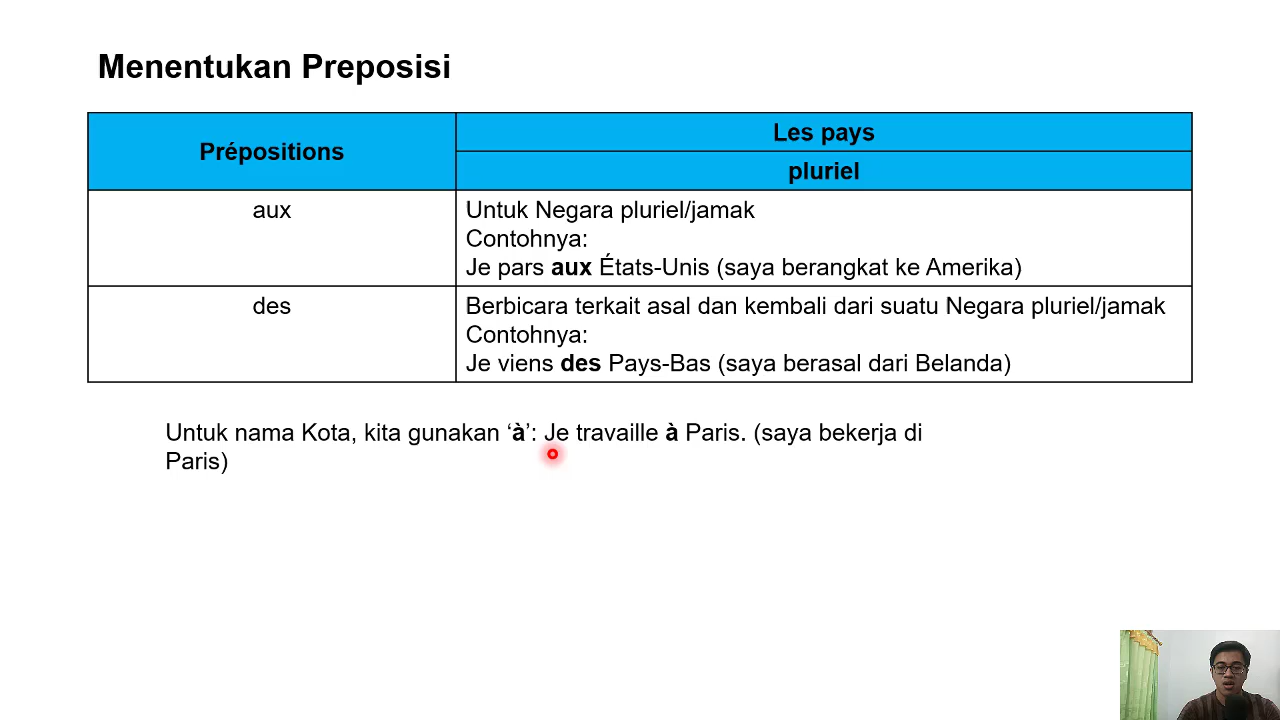 Menentukan Preposisi
Prépositions
Les pays
pluriel
aux
Untuk Negara pluriel/jamak
Contohnya:
Je pars aux États-Unis (saya berangkat ke Amerika)
des
Berbicara terkait asal dan kembali dari suatu Negara pluriel/jamak
Contohnya:
Je viens des Pays-Bas (saya berasal dari Belanda)
Untuk nama Kota, kita gunakan ‘à’: Je travaille à Paris. (saya bekerja di
Paris)